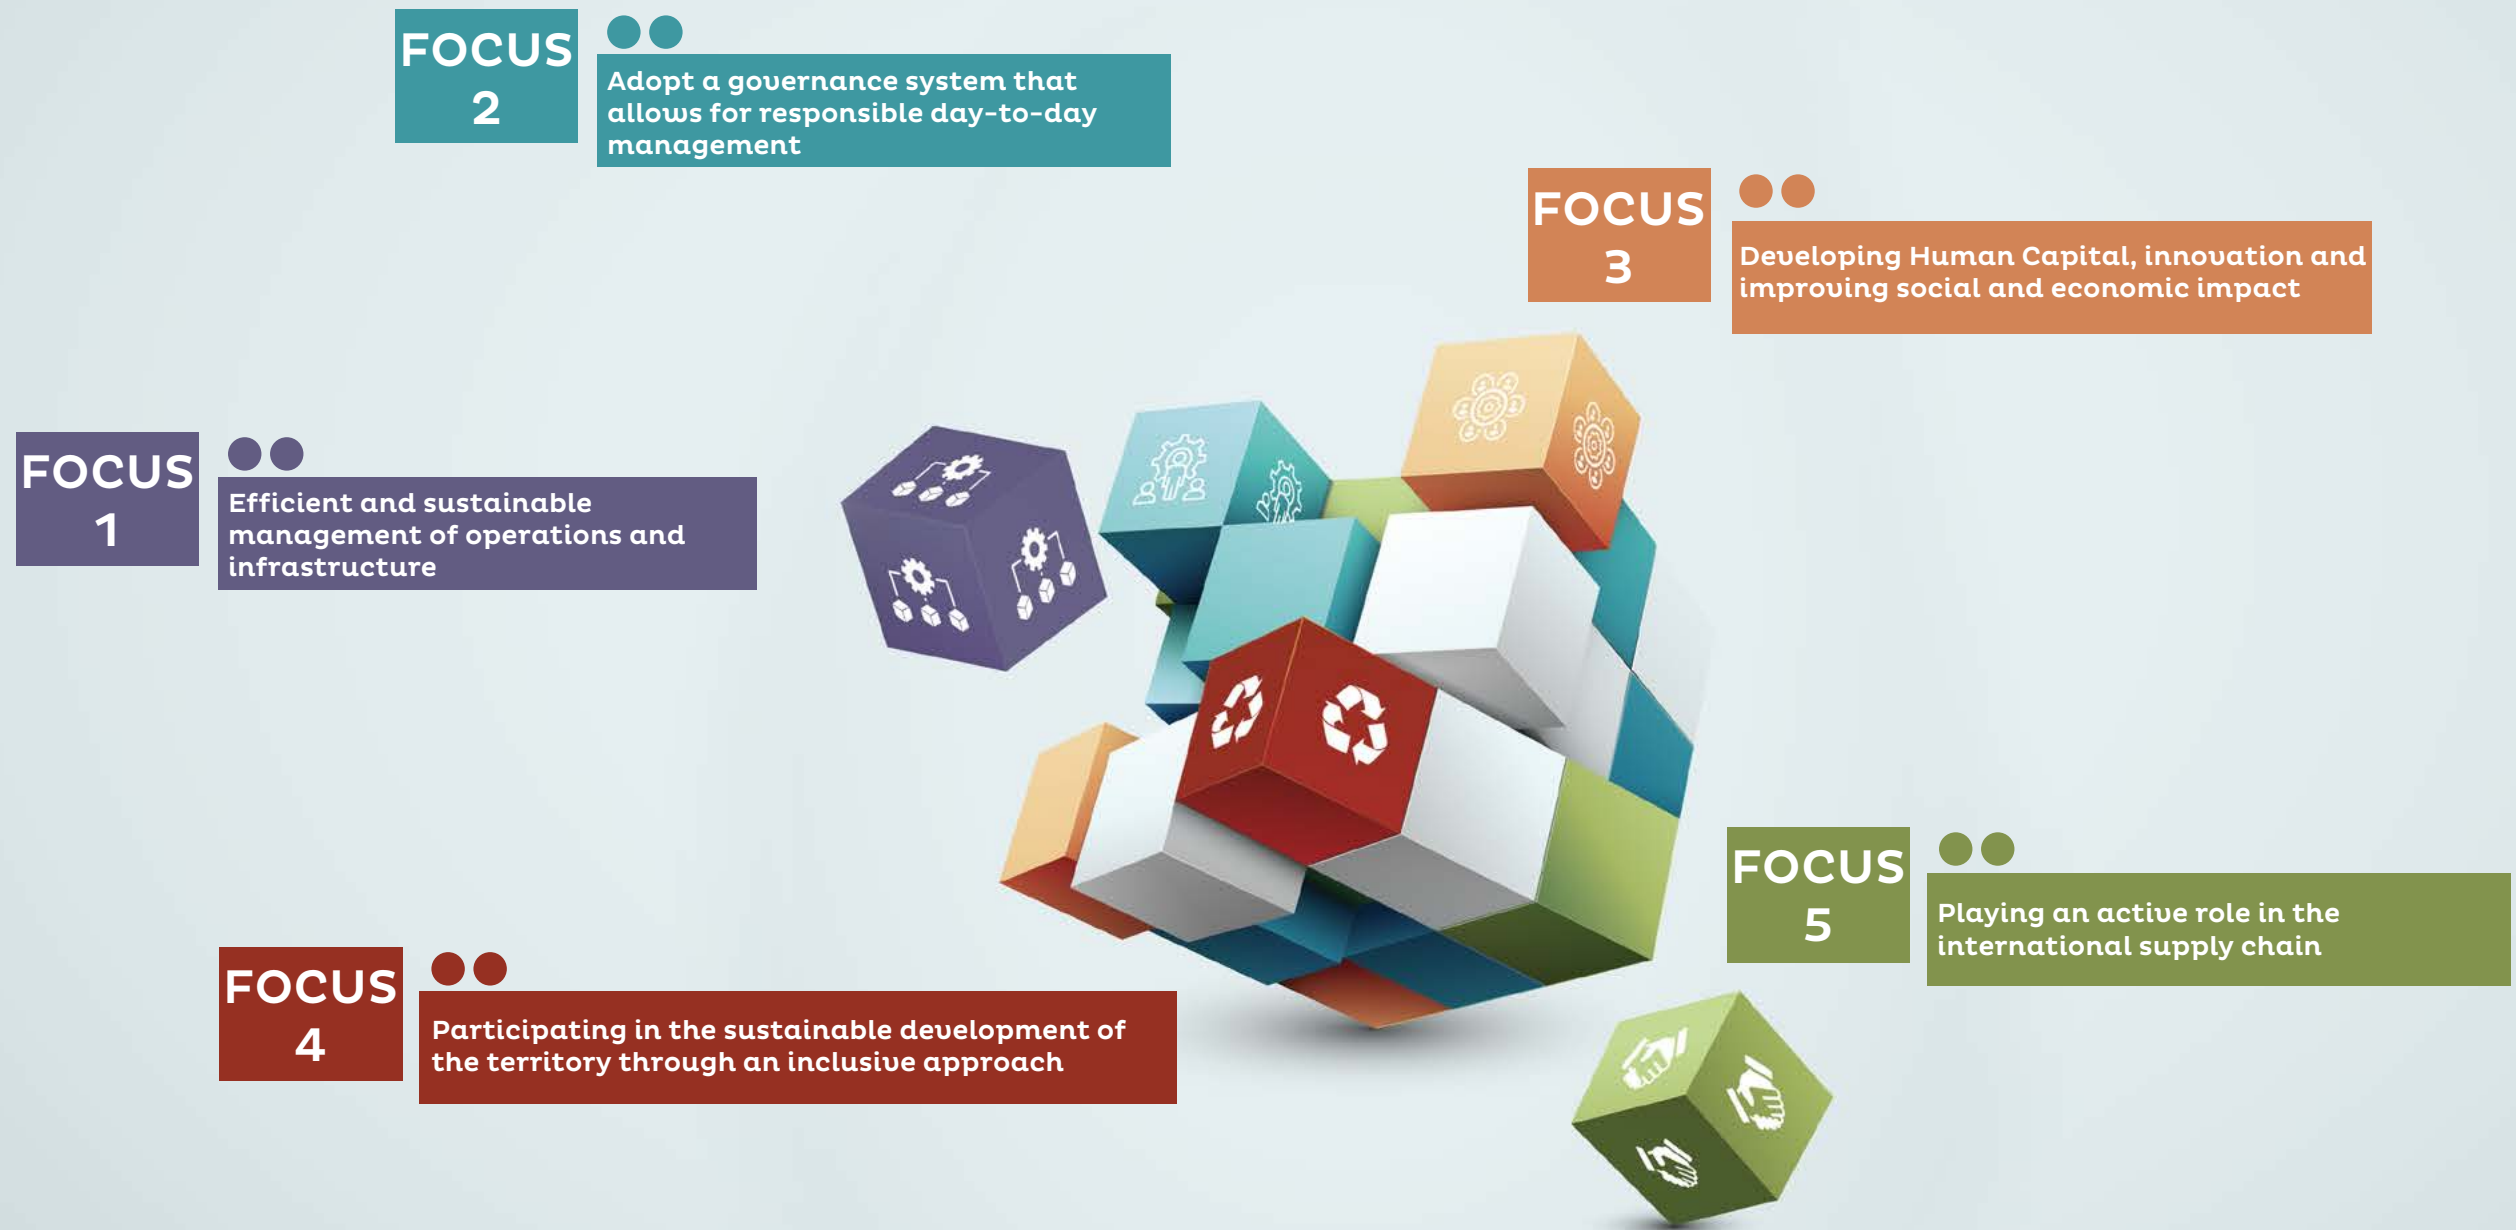 FOCUS
2
Adopt a governance system that
allows for responsible day-to-day
management
FOCUS
3
Developing Human Capital, innovation and
improving social and economic impact
FOCUS
1
Efficient and sustainable
management of operations and
infrastructure
FOCUS
5
Playing an active role in the
international supply chain
FOCUS
4
Participating in the sustainable development of
the territory through an inclusive approach